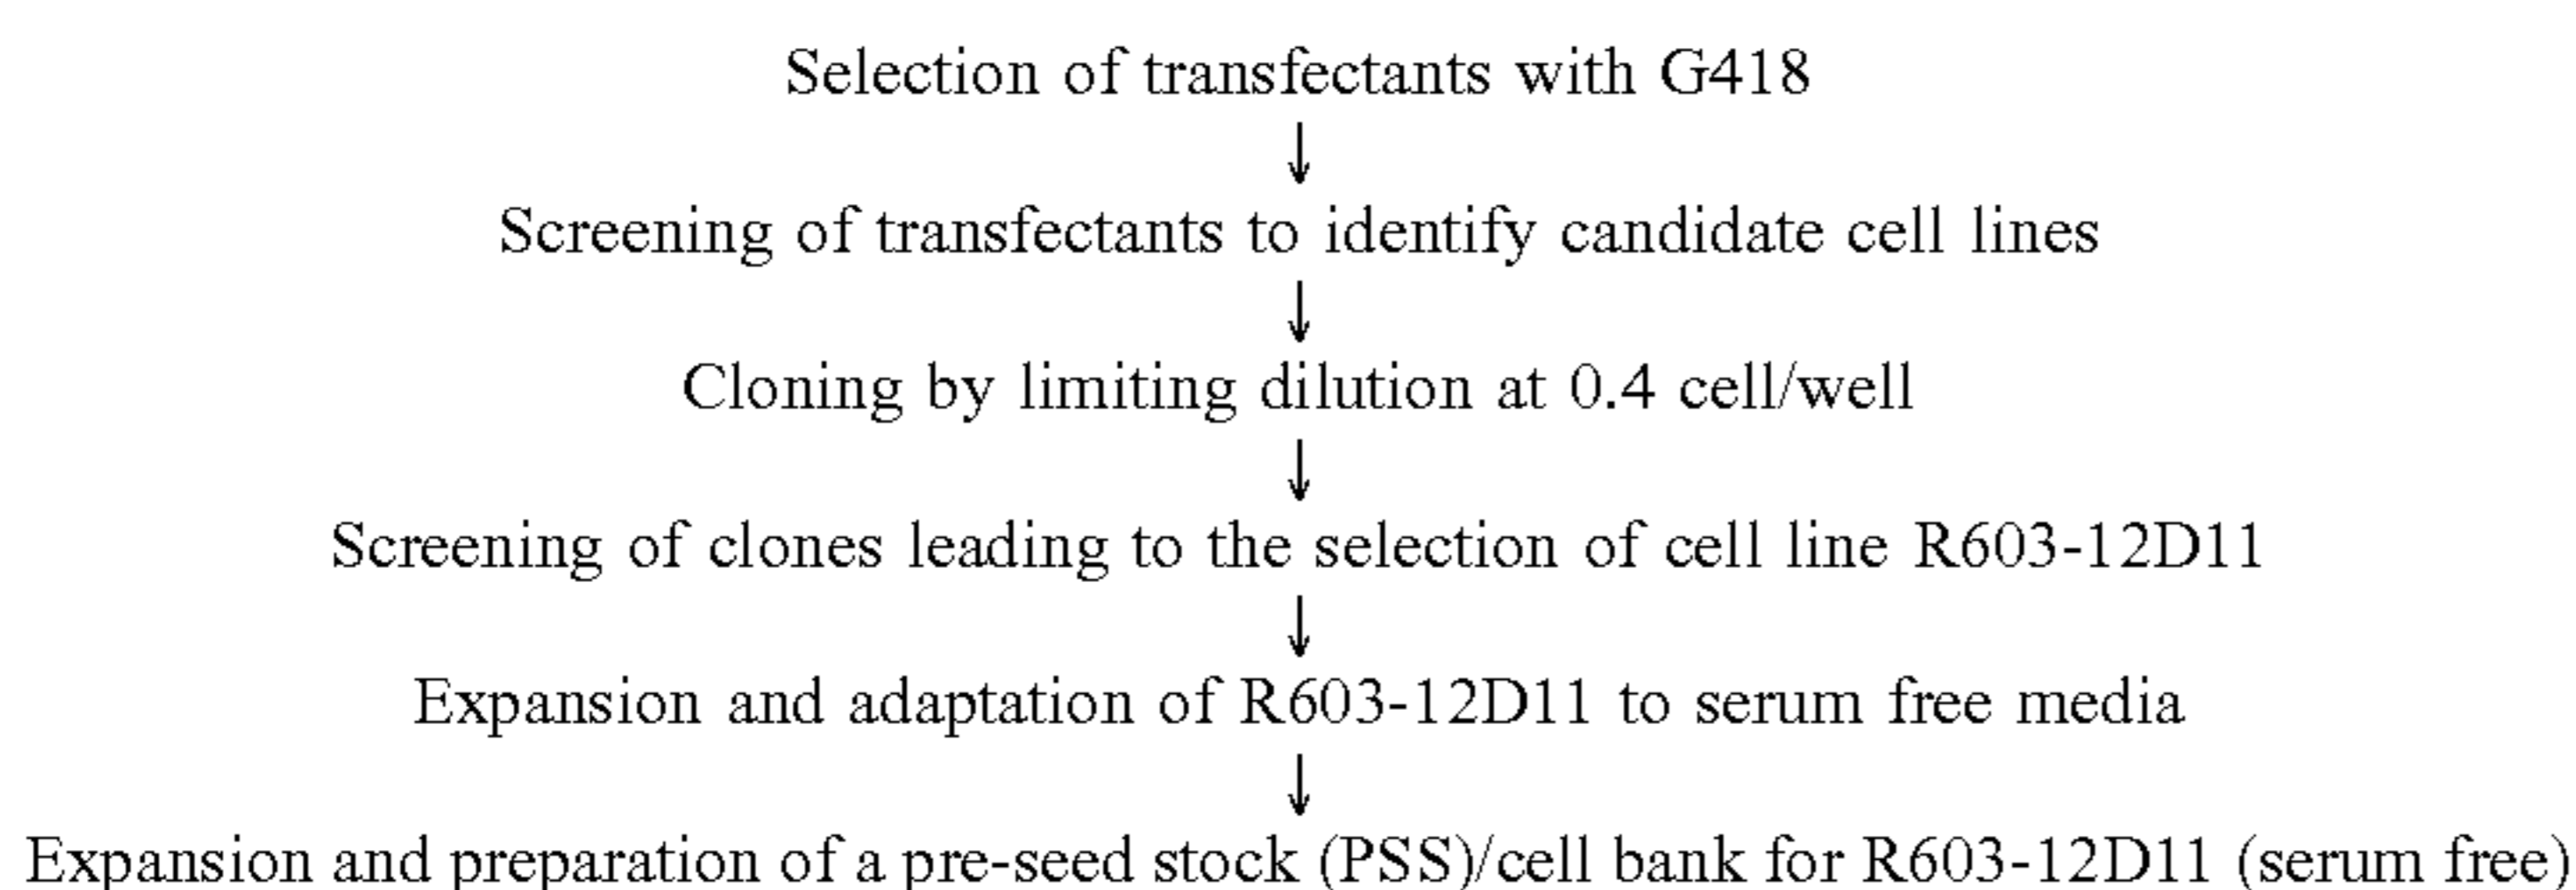 Selection of transfectants with G418
Screening of transfectants to identify candidate cell lines
Cloning by limiting dilution at 0.4 cell/well
Screening of clones leading to the selection of cell line R603-12D11
Expansion and adaptation of R603-12D11 to serum free media
Expansion and preparation of a pre-seed stock (PSS)/cell bank for R603-12D11 (serum free)